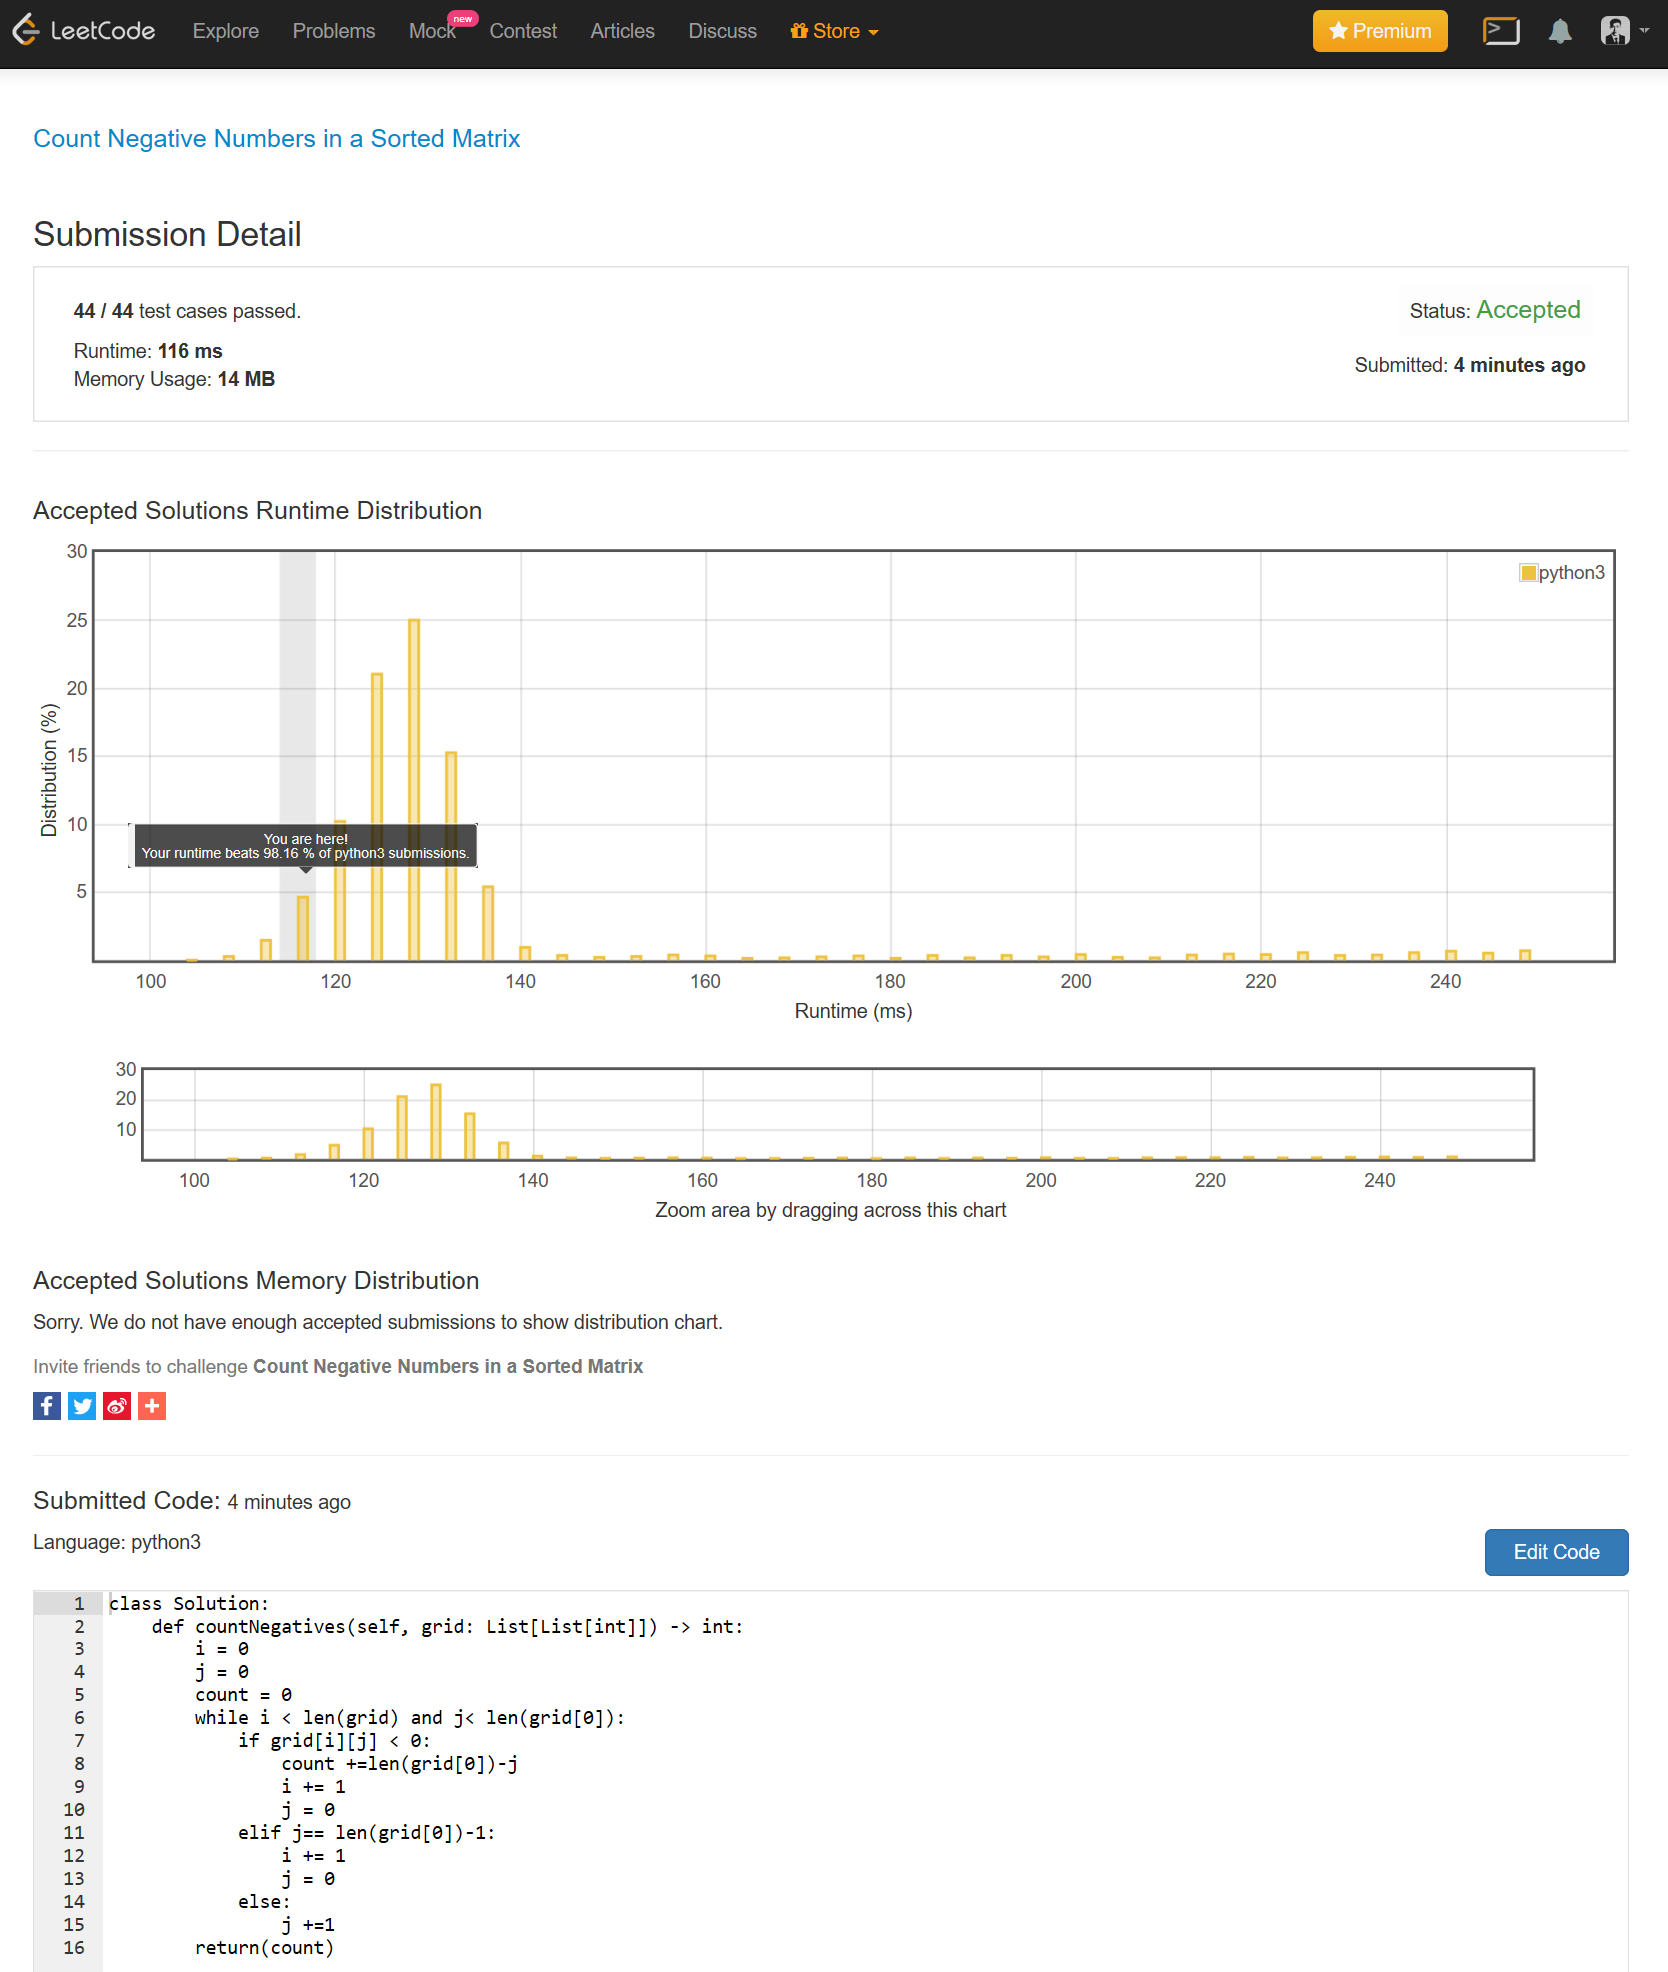 LeetCode Explore Problems Mock new Contest Articles Discuss Store Premium
Count Negative Numbers in a Sorted Matrix
Submission Detail
44 / 44 test cases passed.
Status: Accepted
Runtime: 116 ms
Submitted: 4 minutes ago
Memory Usage: 14 MB
Accepted Solutions Runtime Distribution
30
python3
25
20
15
Distribution (%)
10
You are here!
Your runtime beats 98.16 % of python3 submissions.
5
100 120 140 160 180 200 220 240
Runtime (ms)
30
20
10
100 120 140 160 180 200 220 240
Zoom area by dragging across this chart
Accepted Solutions Memory Distribution
Sorry. We do not have enough accepted submissions to show distribution chart.
Invite friends to challenge Count Negative Numbers in a Sorted Matrix
Submitted Code: 4 minutes ago
Language: python3
Edit Code
1 class Solution:
2     def countNegatives(self, grid: List[List[int]]) -> int:
3         i = 0
4         j = 0
5         count = 0
6         while i < len(grid) and j< len(grid[0]):
7             if grid[i][j] < 0:
8                 count +=len(grid[0])-j
9                 i += 1
10                 j = 0
11             elif j== len(grid[0])-1:
12                 i += 1
13                 j = 0
14             else:
15                 j +=1
16         return(count)